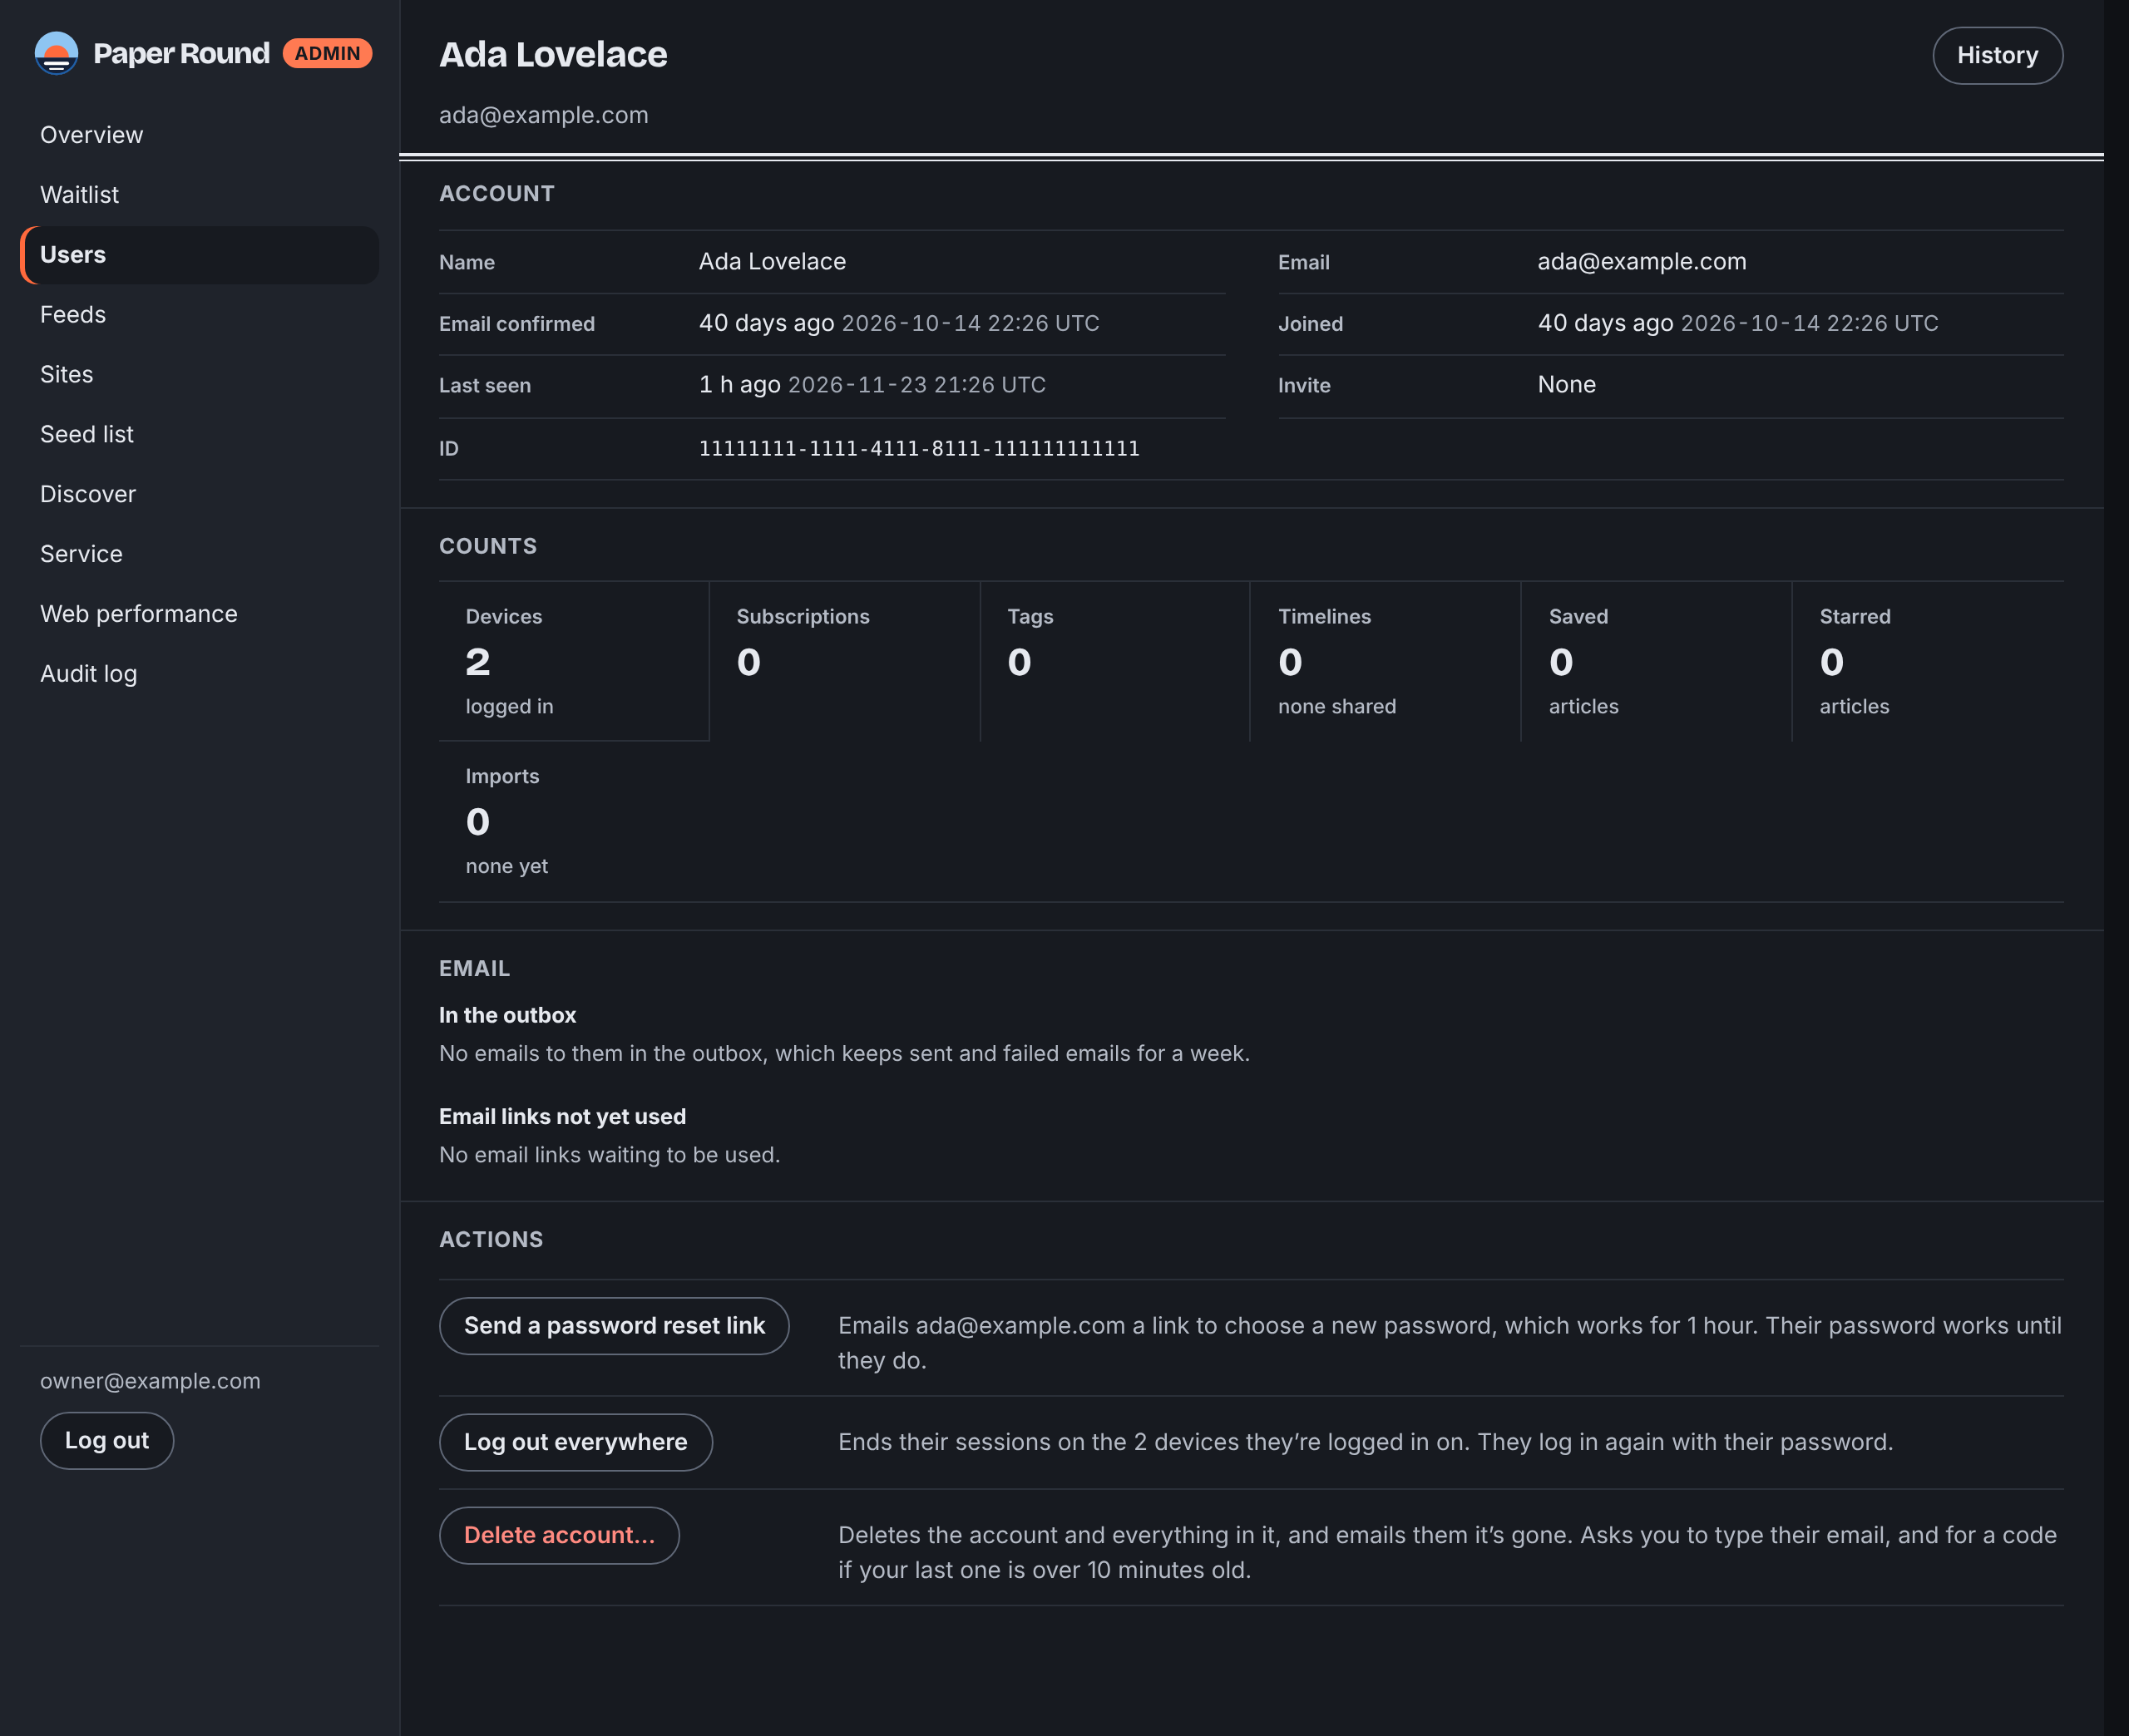 Paper Round ADMIN
Overview
Waitlist
Users
Feeds
Sites
Seed list
Discover
Service
Web performance
Audit log
owner@example.com
Log out
Ada Lovelace
History
ada@example.com
ACCOUNT
Name Ada Lovelace
Email ada@example.com
Email confirmed 40 days ago 2026-10-14 22:26 UTC
Joined 40 days ago 2026-10-14 22:26 UTC
Last seen 1 h ago 2026-11-23 21:26 UTC
Invite None
ID 11111111-1111-4111-8111-111111111111
COUNTS
Devices
2
logged in
Subscriptions
0
Tags
0
Timelines
0
none shared
Saved
0
articles
Starred
0
articles
Imports
0
none yet
EMAIL
In the outbox
No emails to them in the outbox, which keeps sent and failed emails for a week.
Email links not yet used
No email links waiting to be used.
ACTIONS
Send a password reset link
Emails ada@example.com a link to choose a new password, which works for 1 hour. Their password works until
they do.
Log out everywhere
Ends their sessions on the 2 devices they’re logged in on. They log in again with their password.
Delete account…
Deletes the account and everything in it, and emails them it’s gone. Asks you to type their email, and for a code
if your last one is over 10 minutes old.